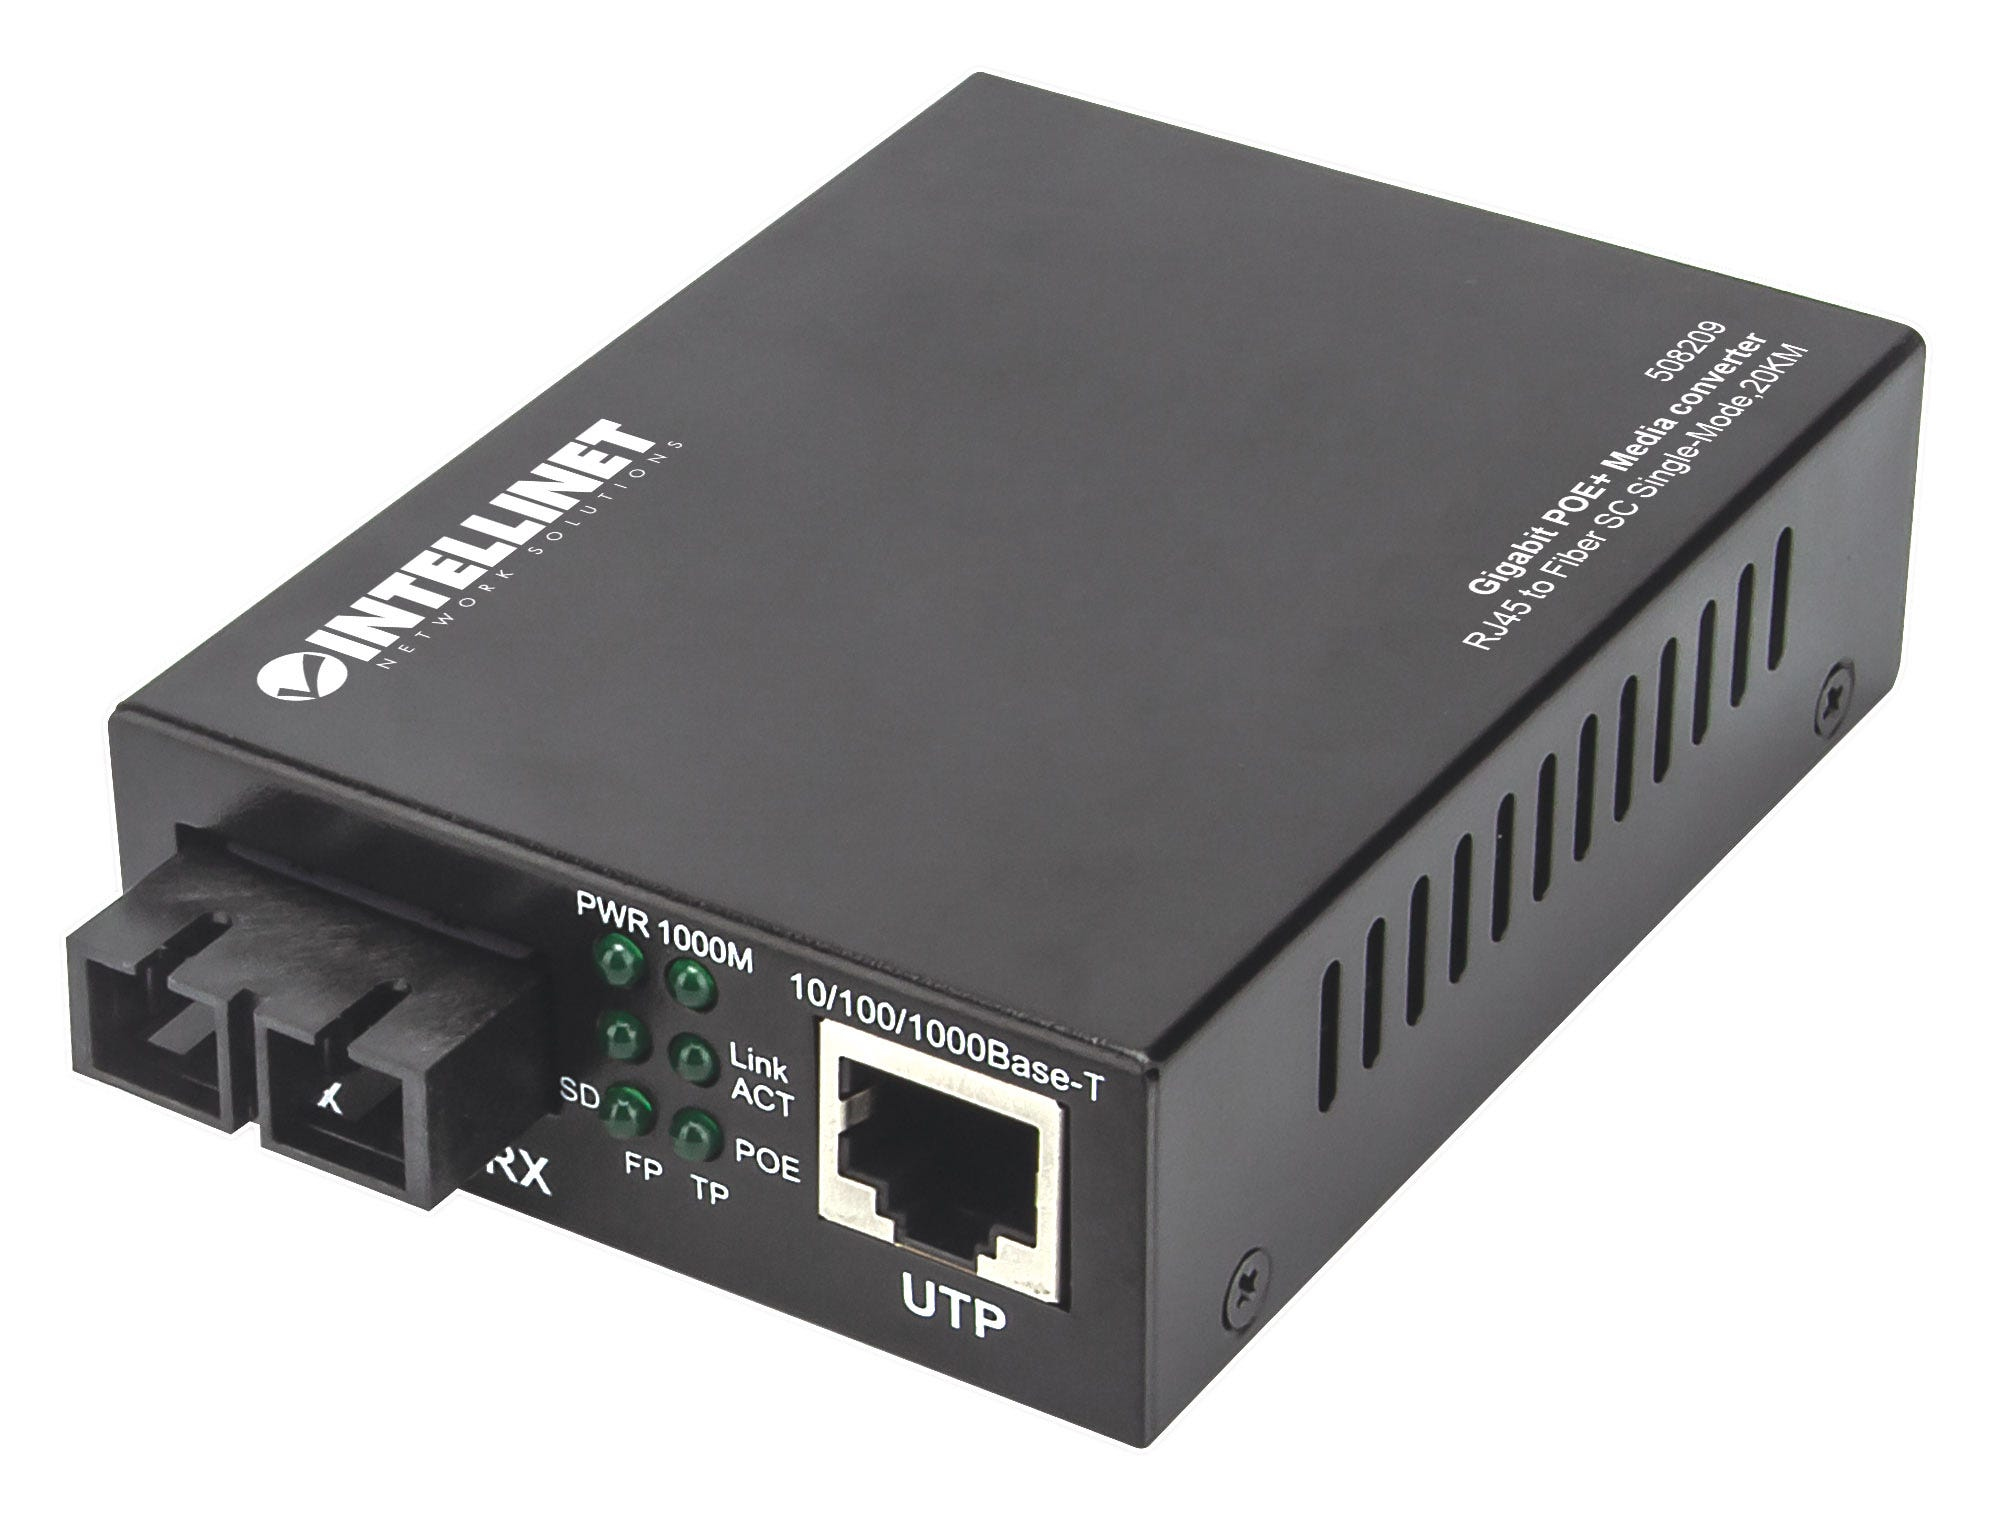 INTELLINET
NETWORK SOLUTIONS
508209
Gigabit POE+ Media converter
RJ45 to Fiber SC Single-Mode,20KM
PWR 1000M
10/100/1000Base-T
Link
ACT
SD
POE
FP TP
RX
UTP